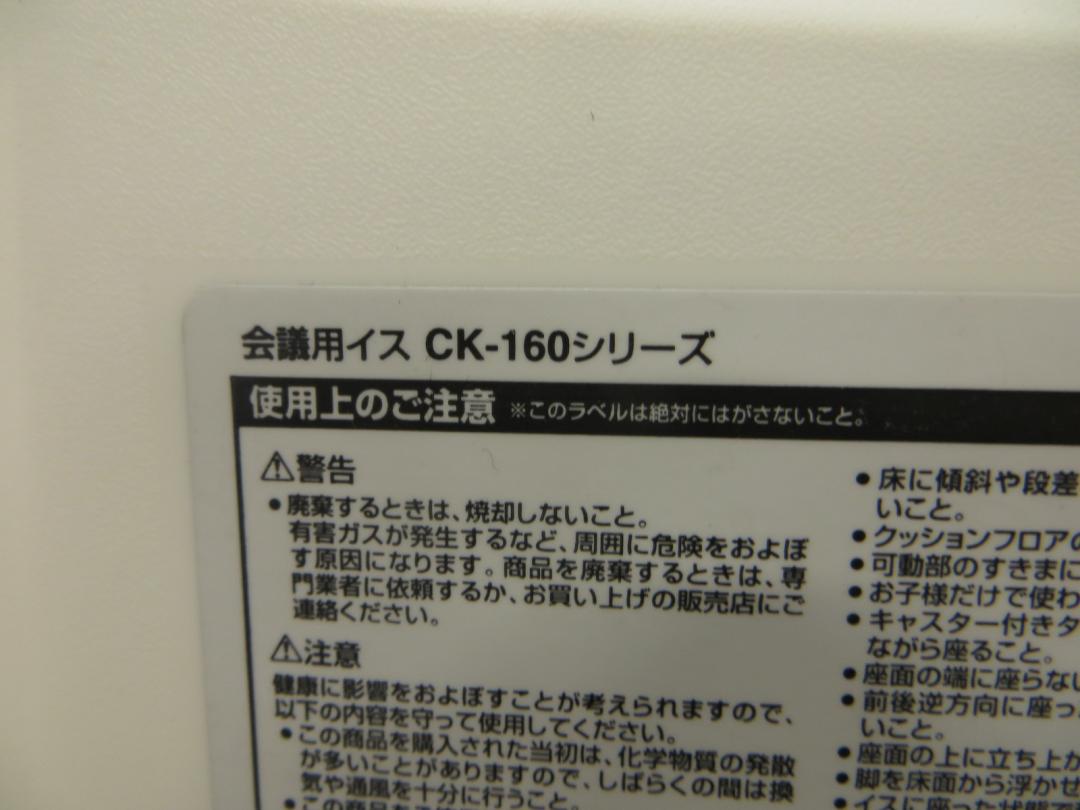 会議用イス CK-160シリーズ
使用上のご注意 ※このラベルは絶対にはがさないこと。
⚠警告
●廃棄するときは、焼却しないこと。
有害ガスが発生するなど、周囲に危険をおよぼ
す原因になります。商品を廃棄するときは、専
門業者に依頼するか、お買い上げの販売店にご
連絡ください。
⚠注意
健康に影響をおよぼすことが考えられますので、
以下の内容を守って使用してください。
●この商品を購入された当初は、化学物質の発散
が多いことがありますので、しばらくの間は換
気や通風を十分に行うこと。
●この商品を
●床に傾斜や段差
いこと。
●クッションフロアの
●可動部のすきまに
●お子様だけで使わ
●キャスター付きタ
ながら座ること。
●座面の端に座らない
●前後逆方向に座っ
いこと。
●座面の上に立ち上が
●脚を床面から浮かせ
●イスに座った